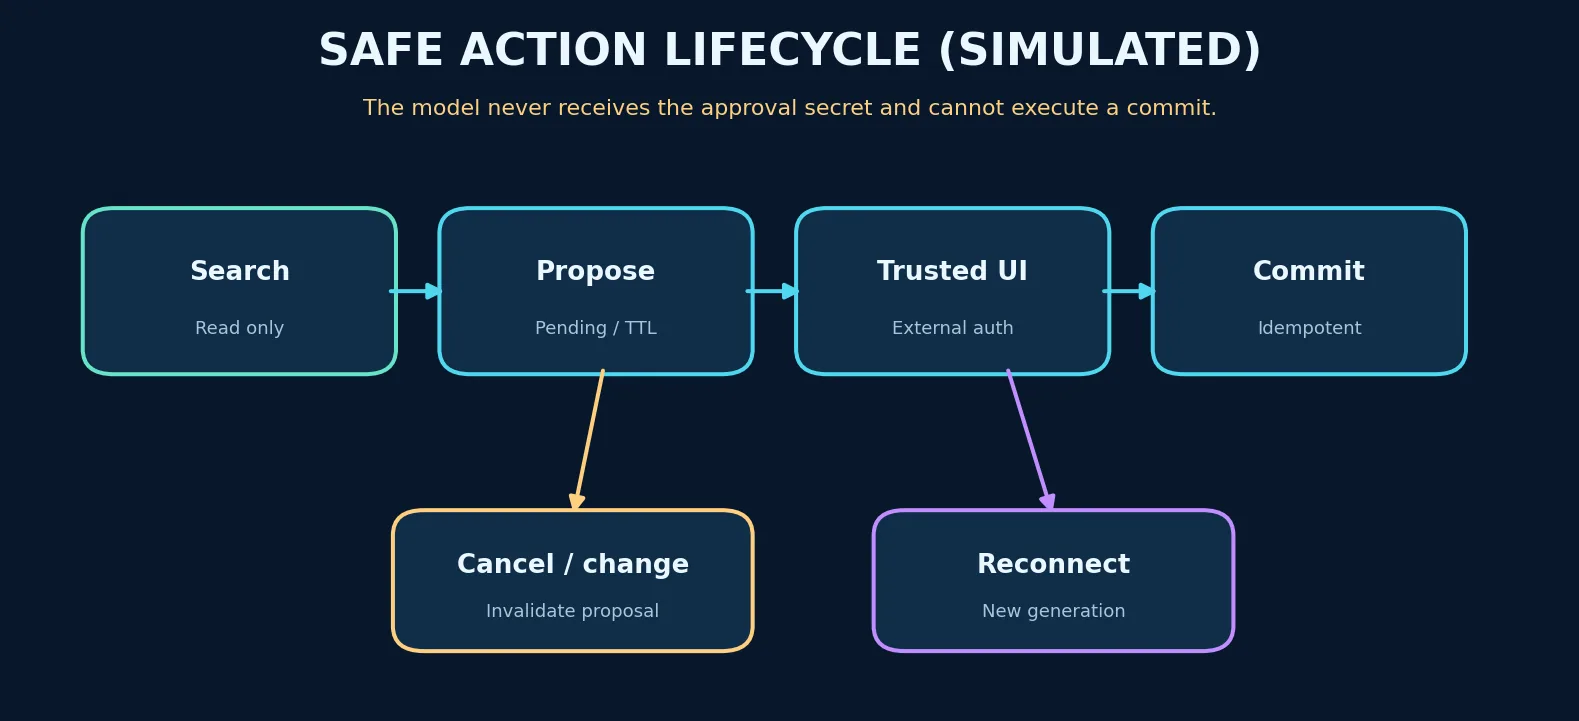 SAFE ACTION LIFECYCLE (SIMULATED)
The model never receives the approval secret and cannot execute a commit.
Search
Read only
Propose
Pending / TTL
Trusted UI
External auth
Commit
Idempotent
Cancel / change
Invalidate proposal
Reconnect
New generation